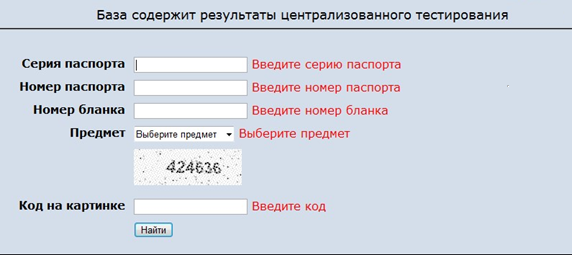 База содержит результаты централизованного тестирования
Серия паспорта Введите серию паспорта
Номер паспорта Введите номер паспорта
Номер бланка Введите номер бланка
Предмет Выберите предмет Выберите предмет
424636
Код на картинке Введите код
Найти